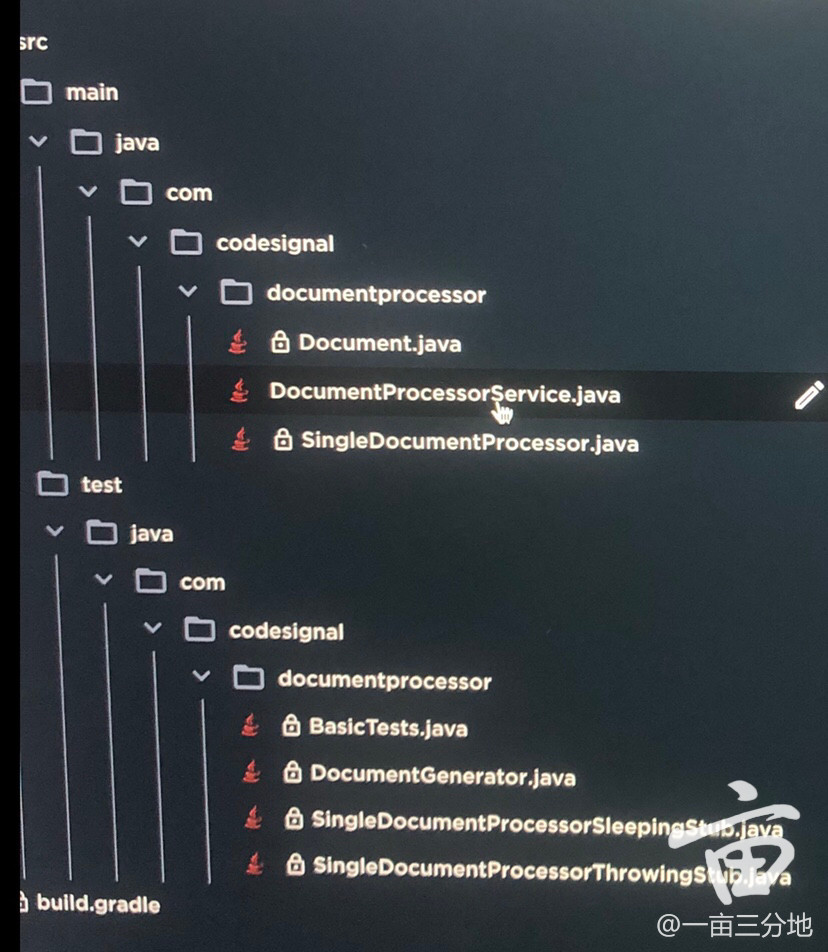 src
main
java
com
codesignal
documentprocessor
Document.java
DocumentProcessorService.java
SingleDocumentProcessor.java
test
java
com
codesignal
documentprocessor
BasicTests.java
DocumentGenerator.java
SingleDocumentProcessorSleepingStub.java
SingleDocumentProcessorThrowingStub.java
build.gradle
亩
@一亩三分地